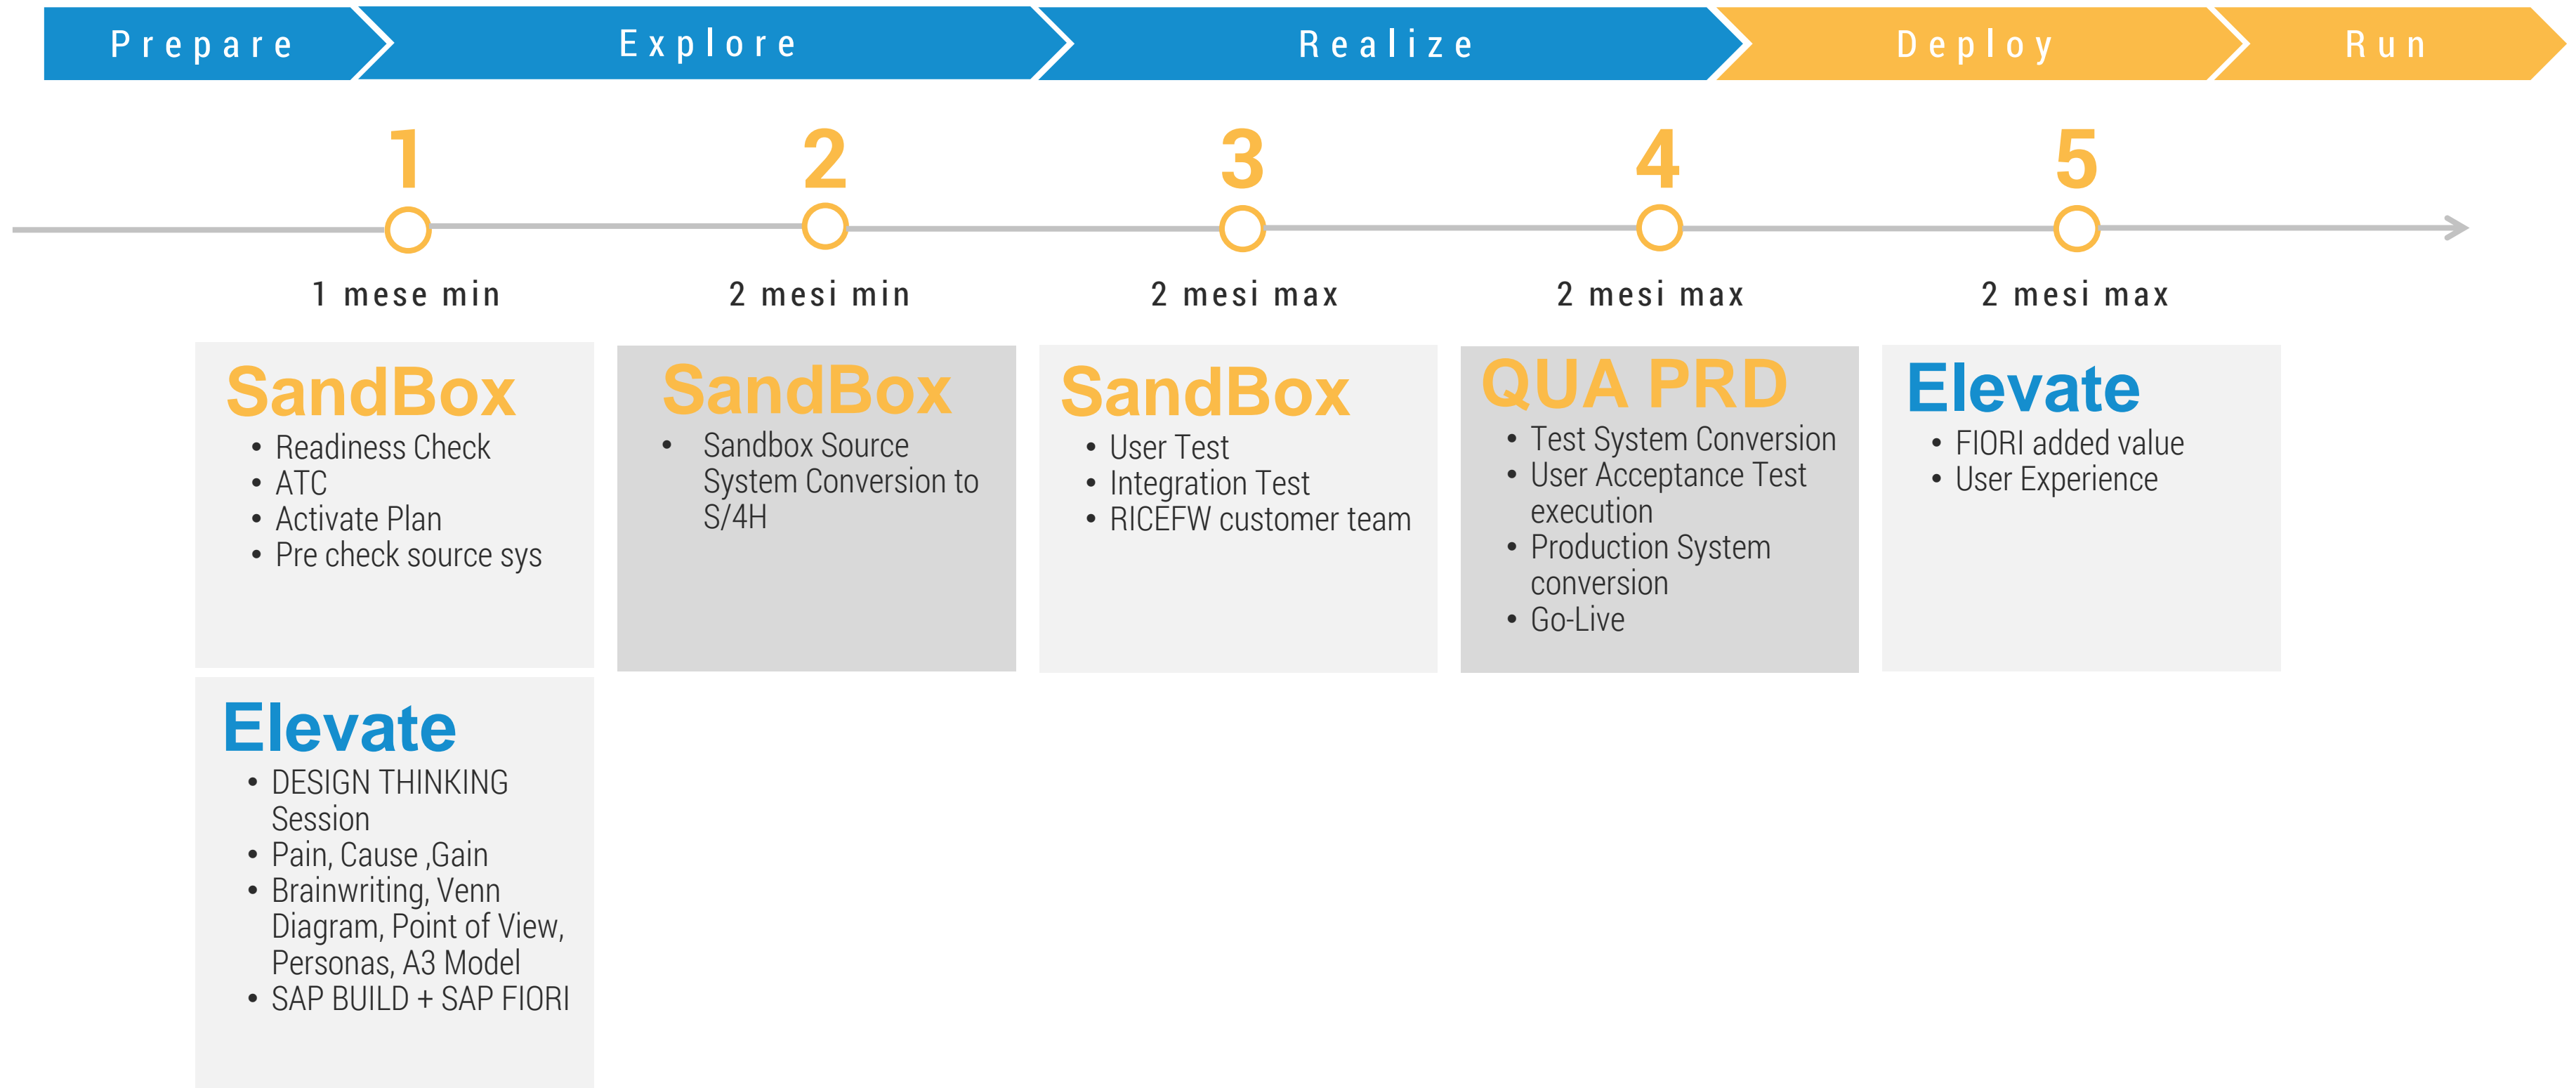 Prepare
Explore
Realize
Deploy
Run
1
2
3
4
5
1 mese min
2 mesi min
2 mesi max
2 mesi max
2 mesi max
SandBox
• Readiness Check
• ATC
• Activate Plan
• Pre check source sys
SandBox
• Sandbox Source
System Conversion to
S/4H
SandBox
• User Test
• Integration Test
• RICEFW customer team
QUA PRD
• Test System Conversion
• User Acceptance Test
execution
• Production System
conversion
• Go-Live
Elevate
• FIORI added value
• User Experience
Elevate
• DESIGN THINKING
Session
• Pain, Cause ,Gain
• Brainwriting, Venn
Diagram, Point of View,
Personas, A3 Model
• SAP BUILD + SAP FIORI